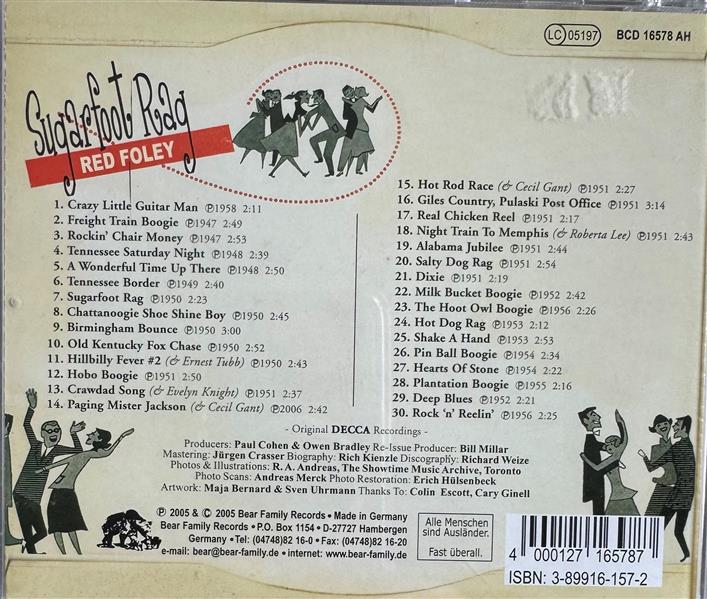 LC 05197 BCD 16578 AH
Sugarfoot Rag
RED FOLEY
1. Crazy Little Guitar Man ℗1958 2:11
2. Freight Train Boogie ℗1947 2:49
3. Rockin' Chair Money ℗1947 2:53
4. Tennessee Saturday Night ℗1948 2:39
5. A Wonderful Time Up There ℗1948 2:50
6. Tennessee Border ℗1949 2:40
7. Sugarfoot Rag ℗1950 2:23
8. Chattanoogie Shoe Shine Boy ℗1950 2:45
9. Birmingham Bounce ℗1950 3:00
10. Old Kentucky Fox Chase ℗1950 2:52
11. Hillbilly Fever #2 (& Ernest Tubb) ℗1950 2:43
12. Hobo Boogie ℗1951 2:50
13. Crawdad Song (& Evelyn Knight) ℗1951 2:37
14. Paging Mister Jackson (& Cecil Gant) ℗2006 2:42
15. Hot Rod Race (& Cecil Gant) ℗1951 2:27
16. Giles Country, Pulaski Post Office ℗1951 3:14
17. Real Chicken Reel ℗1951 2:17
18. Night Train To Memphis (& Roberta Lee) ℗1951 2:43
19. Alabama Jubilee ℗1951 2:44
20. Salty Dog Rag ℗1951 2:54
21. Dixie ℗1951 2:19
22. Milk Bucket Boogie ℗1952 2:42
23. The Hoot Owl Boogie ℗1956 2:26
24. Hot Dog Rag ℗1953 2:12
25. Shake A Hand ℗1953 2:53
26. Pin Ball Boogie ℗1954 2:34
27. Hearts Of Stone ℗1954 2:22
28. Plantation Boogie ℗1955 2:16
29. Deep Blues ℗1952 2:21
30. Rock 'n' Reelin' ℗1956 2:25
- Original DECCA Recordings -
Producers: Paul Cohen & Owen Bradley Re-Issue Producer: Bill Millar
Mastering: Jürgen Crasser Biography: Rich Kienzle Discography: Richard Weize
Photos & Illustrations: R. A. Andreas, The Showtime Music Archive, Toronto
Photo Scans: Andreas Merck Photo Restoration: Erich Hülsenbeck
Artwork: Maja Bernard & Sven Uhrmann Thanks To: Colin Escott, Cary Ginell
℗ 2005 & © 2005 Bear Family Records • Made in Germany
Bear Family Records • P.O. Box 1154 • D-27727 Hambergen
Germany • Tel.: (04748)82 16-0 • Fax: (04748)82 16-20
e-mail: bear@bear-family.de • internet: www.bear-family.de
Alle Menschen
sind Ausländer.
Fast überall.
4 000127 165787
ISBN: 3-89916-157-2